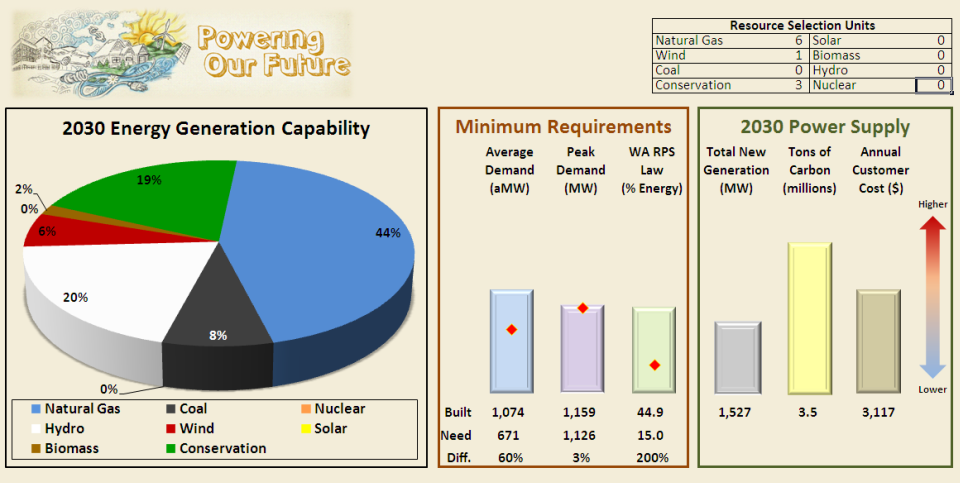 Powering
Our Future
Resource Selection Units
Natural Gas 6 Solar 0
Wind 1 Biomass 0
Coal 0 Hydro 0
Conservation 3 Nuclear 0
2030 Energy Generation Capability
19%
2%
0%
6%
44%
20%
8%
0%
Natural Gas Coal Nuclear
Hydro Wind Solar
Biomass Conservation
Minimum Requirements
Average Peak WA RPS
Demand Demand Law
(aMW) (MW) (% Energy)
Built 1,074 1,159 44.9
Need 671 1,126 15.0
Diff. 60% 3% 200%
2030 Power Supply
Total New Tons of Annual
Generation Carbon Customer
(MW) (millions) Cost ($)
Higher
Lower
1,527 3.5 3,117